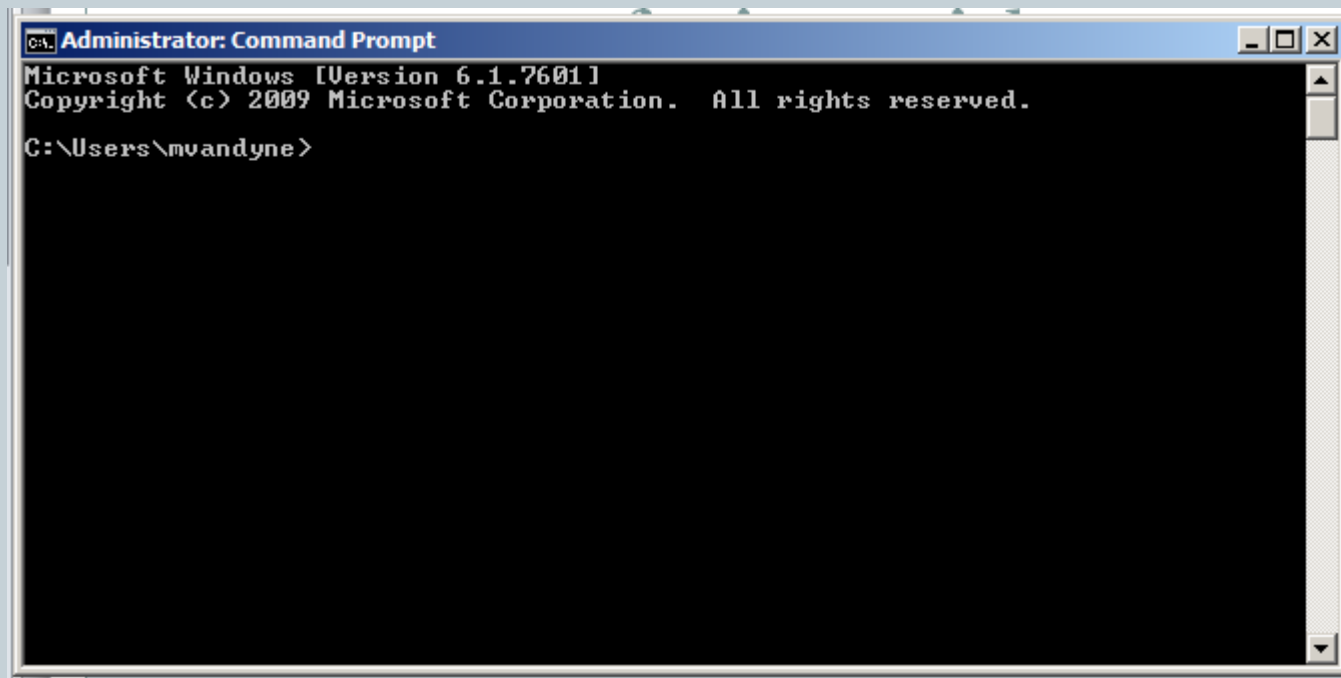 Administrator: Command Prompt
Microsoft Windows [Version 6.1.7601]
Copyright (c) 2009 Microsoft Corporation.  All rights reserved.
C:\Users\mvandyne>